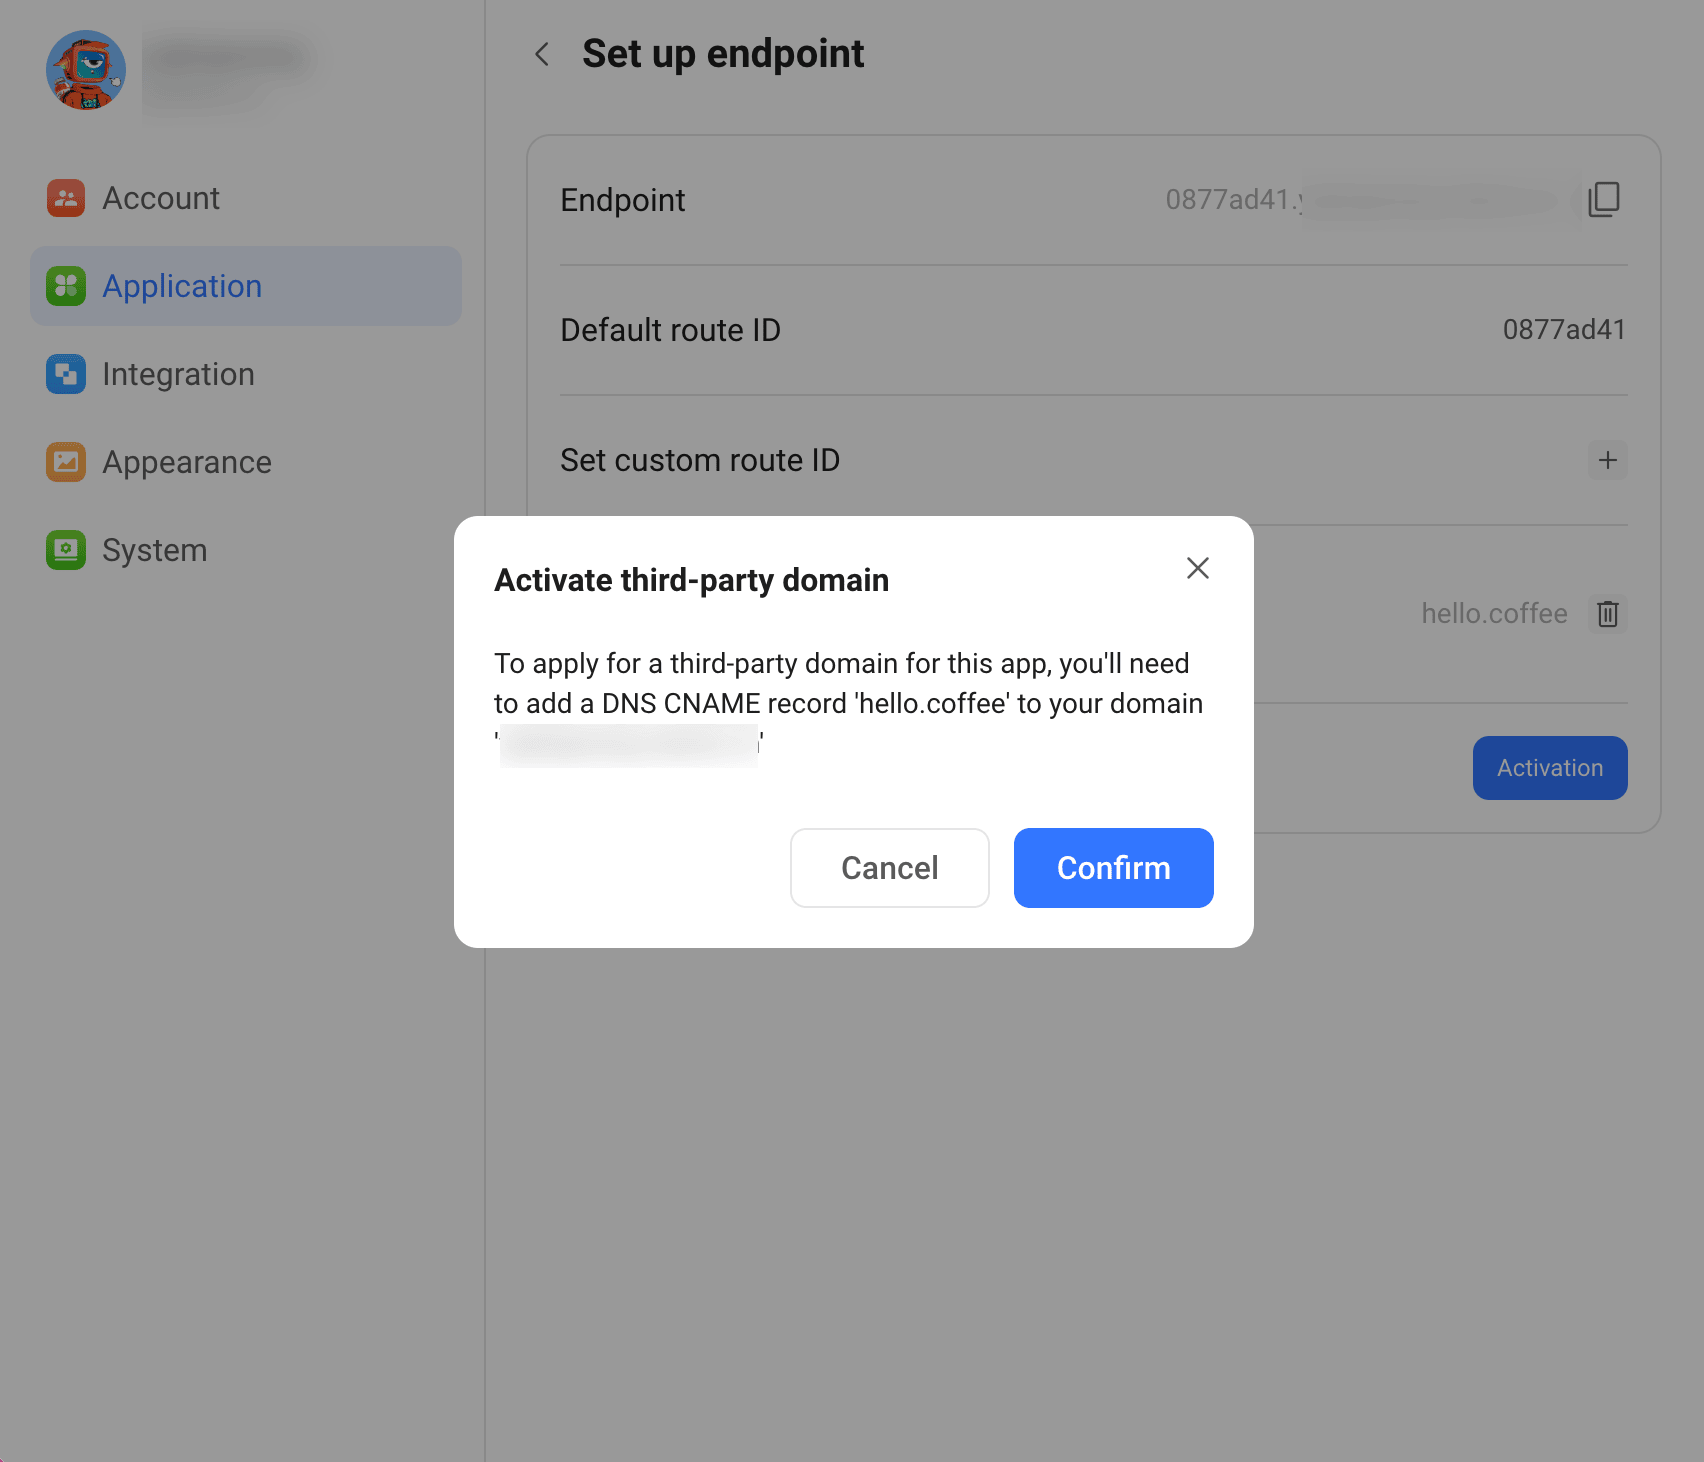 Set up endpoint
Account
Application
Integration
Appearance
System
Endpoint
0877ad41.
Default route ID
0877ad41
Set custom route ID
hello.coffee
Activation
Activate third-party domain
To apply for a third-party domain for this app, you'll need
to add a DNS CNAME record 'hello.coffee' to your domain
Cancel
Confirm